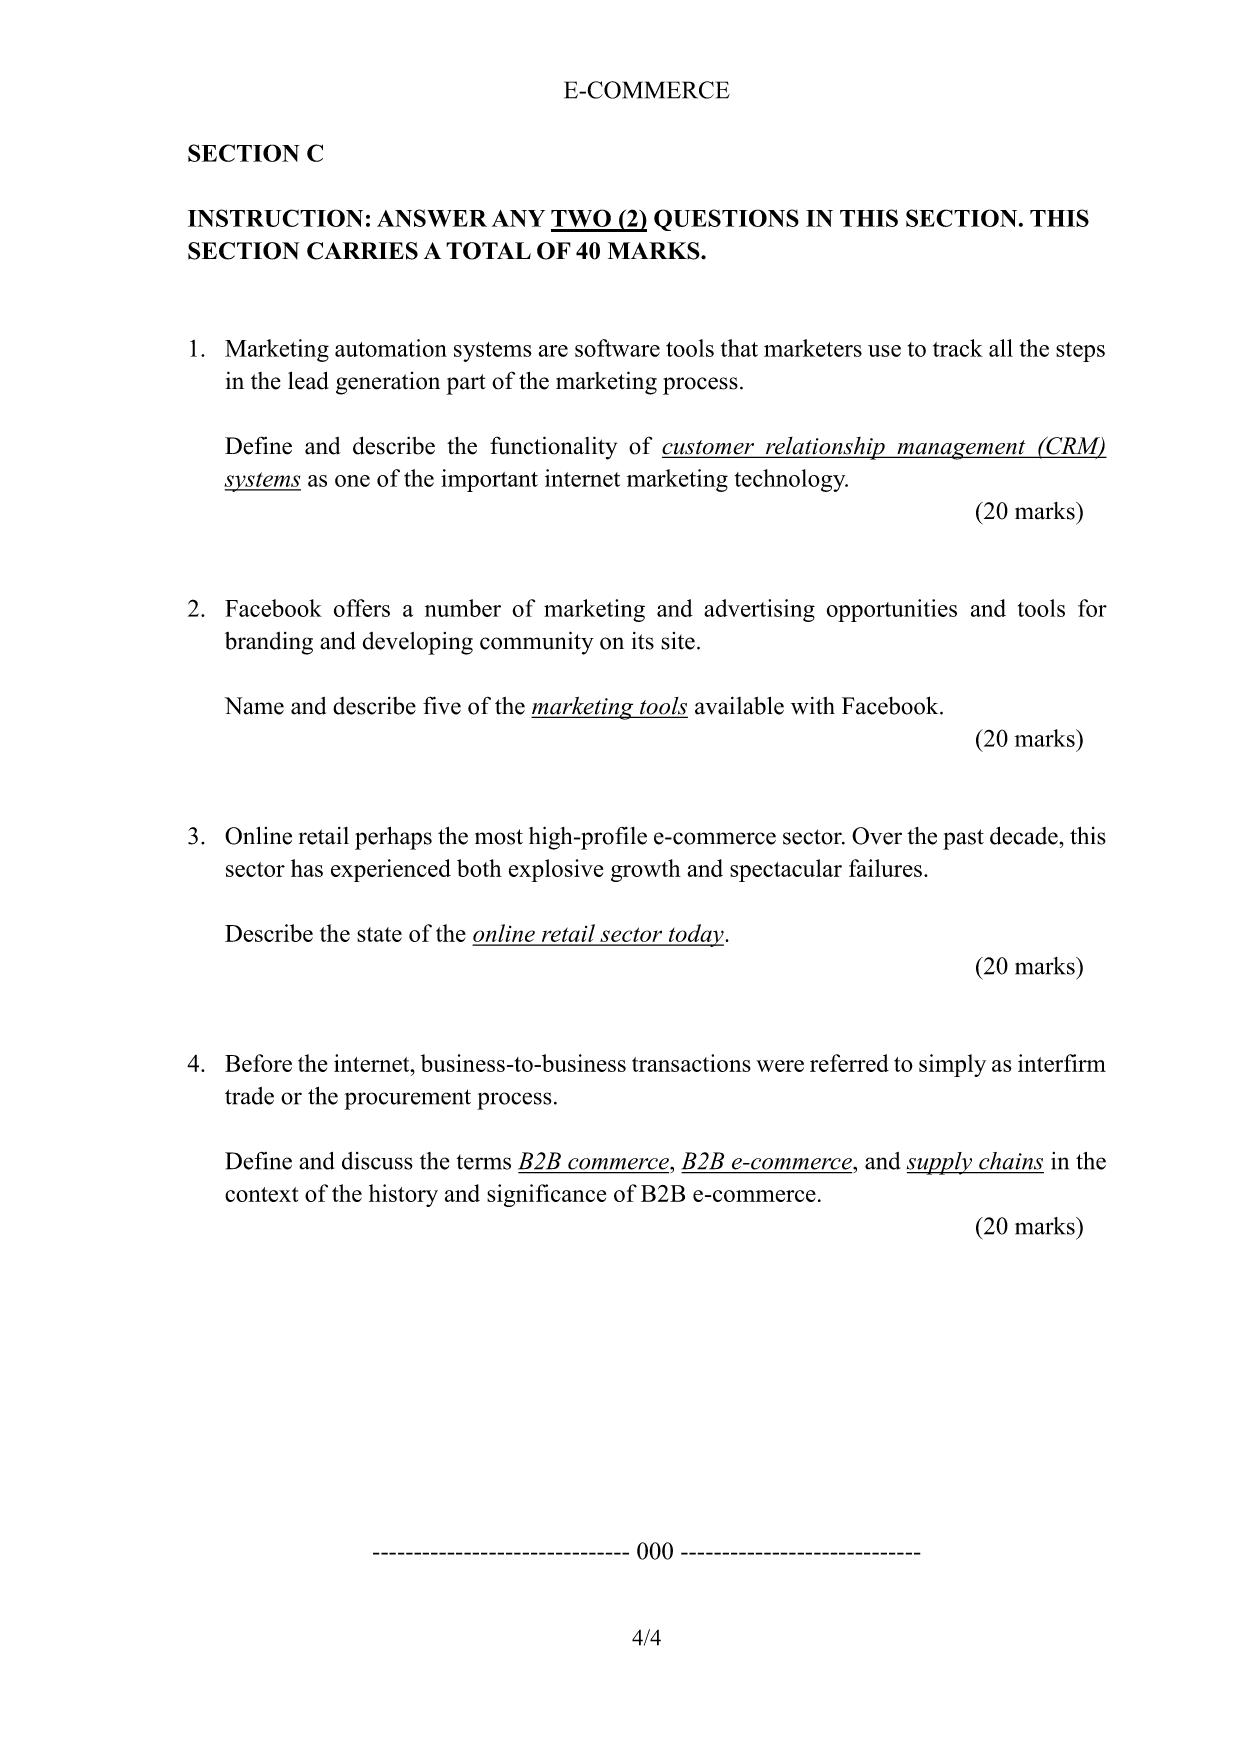 E-COMMERCE
SECTION C
INSTRUCTION: ANSWER ANY TWO (2) QUESTIONS IN THIS SECTION. THIS
SECTION CARRIES A TOTAL OF 40 MARKS.
1. Marketing automation systems are software tools that marketers use to track all the steps
in the lead generation part of the marketing process.
Define and describe the functionality of customer relationship management (CRM)
systems as one of the important internet marketing technology.
(20 marks)
2. Facebook offers a number of marketing and advertising opportunities and tools for
branding and developing community on its site.
Name and describe five of the marketing tools available with Facebook.
(20 marks)
3. Online retail perhaps the most high-profile e-commerce sector. Over the past decade, this
sector has experienced both explosive growth and spectacular failures.
Describe the state of the online retail sector today.
(20 marks)
4. Before the internet, business-to-business transactions were referred to simply as interfirm
trade or the procurement process.
Define and discuss the terms B2B commerce, B2B e-commerce, and supply chains in the
context of the history and significance of B2B e-commerce.
(20 marks)
------------------------------- 000 -----------------------------
4/4